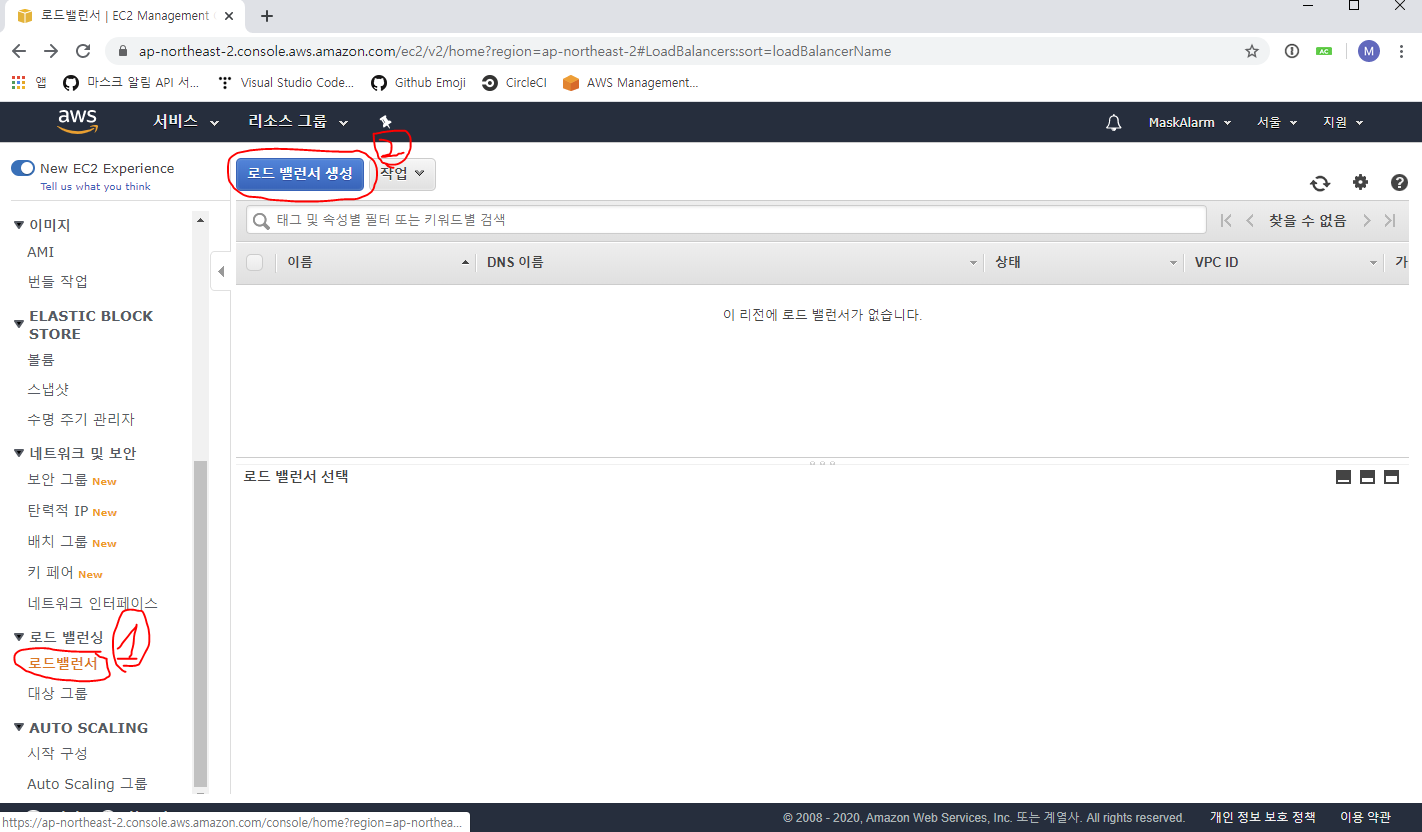 로드밸런서 | EC2 Management
ap-northeast-2.console.aws.amazon.com/ec2/v2/home?region=ap-northeast-2#LoadBalancers:sort=loadBalancerName
AC
M
앱
마스크 알림 API 서...
Visual Studio Code...
Github Emoji
CircleCI
AWS Management...
aws
서비스
리소스 그룹
MaskAlarm
서울
지원
New EC2 Experience
Tell us what you think
이미지
AMI
번들 작업
ELASTIC BLOCK
STORE
볼륨
스냅샷
수명 주기 관리자
네트워크 및 보안
보안 그룹 New
탄력적 IP New
배치 그룹 New
키 페어 New
네트워크 인터페이스
로드 밸런싱
1
로드밸런서
대상 그룹
AUTO SCALING
시작 구성
Auto Scaling 그룹
2
로드 밸런서 생성
작업
태그 및 속성별 필터 또는 키워드별 검색
찾을 수 없음
이름
DNS 이름
상태
VPC ID
가
이 리전에 로드 밸런서가 없습니다.
로드 밸런서 선택
https://ap-northeast-2.console.aws.amazon.com/console/home?region=ap-northea...
© 2008 - 2020, Amazon Web Services, Inc. 또는 계열사. All rights reserved.
개인 정보 보호 정책
이용 약관